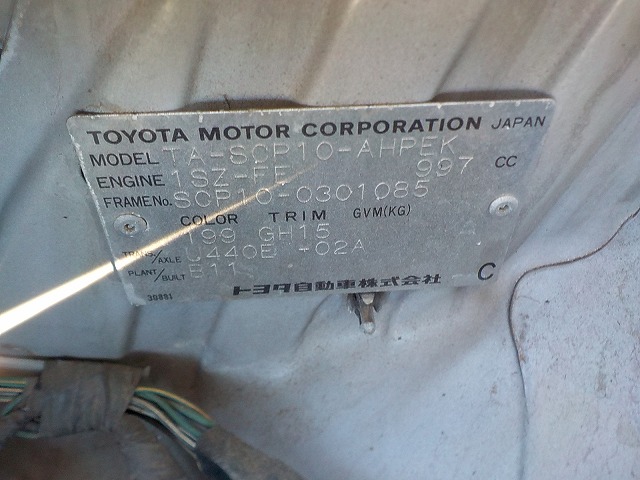 TOYOTA MOTOR CORPORATION JAPAN
MODEL TA-SCP10-AHPEK
ENGINE 1SZ-FE 997 CC
FRAME No. SCP10-0301085
COLOR TRIM GVM(KG)
199 GH15
TRANS/AXLE U440E -02A
PLANT/BUILT E11
トヨタ自動車株式会社 C
30881